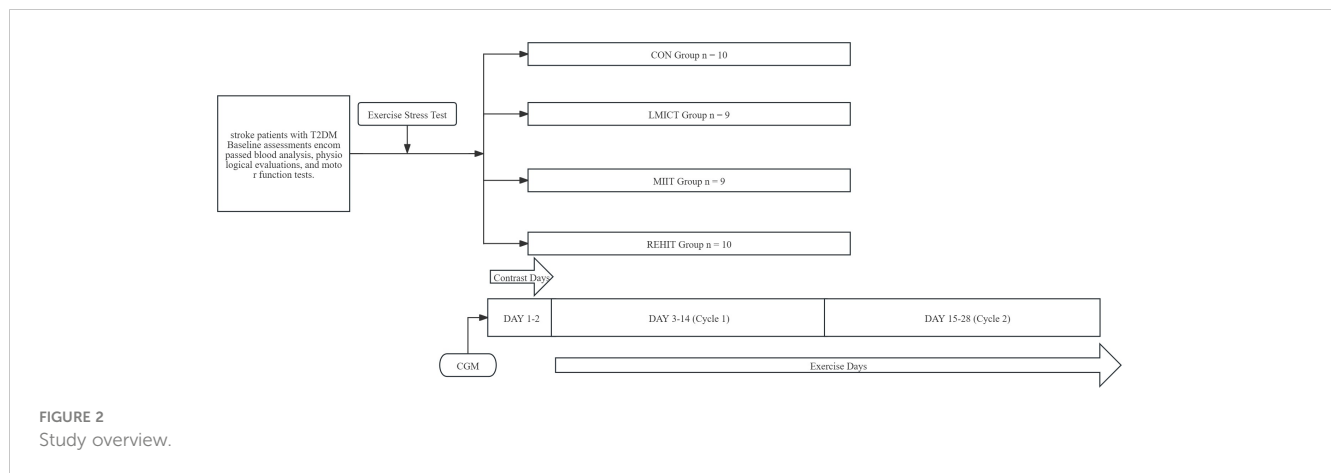 CON Group n = 10
Exercise Stress Test
LMICT Group n = 9
stroke patients with T2DM
Baseline assessments encom
passed blood analysis, physio
logical evaluations, and moto
r function tests.
MIIT Group n = 9
REHIT Group n = 10
Contrast Days
DAY 1-2
DAY 3-14 (Cycle 1)
DAY 15-28 (Cycle 2)
CGM
Exercise Days
FIGURE 2
Study overview.